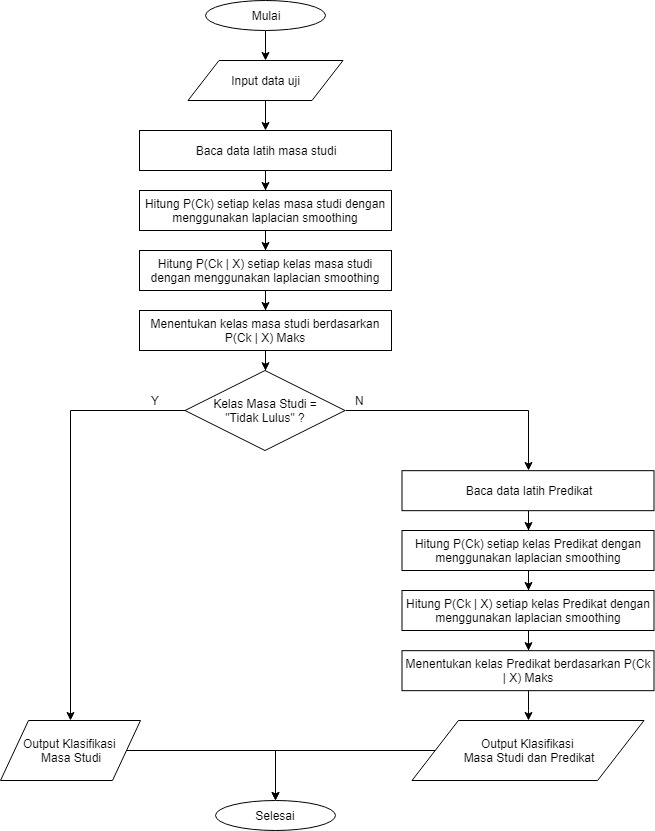 Mulai
Input data uji
Baca data latih masa studi
Hitung P(Ck) setiap kelas masa studi dengan
menggunakan laplacian smoothing
Hitung P(Ck | X) setiap kelas masa studi
dengan menggunakan laplacian smoothing
Menentukan kelas masa studi berdasarkan
P(Ck | X) Maks
Kelas Masa Studi =
"Tidak Lulus" ?
Y
N
Baca data latih Predikat
Hitung P(Ck) setiap kelas Predikat dengan
menggunakan laplacian smoothing
Hitung P(Ck | X) setiap kelas Predikat dengan
menggunakan laplacian smoothing
Menentukan kelas Predikat berdasarkan P(Ck
| X) Maks
Output Klasifikasi
Masa Studi
Output Klasifikasi
Masa Studi dan Predikat
Selesai